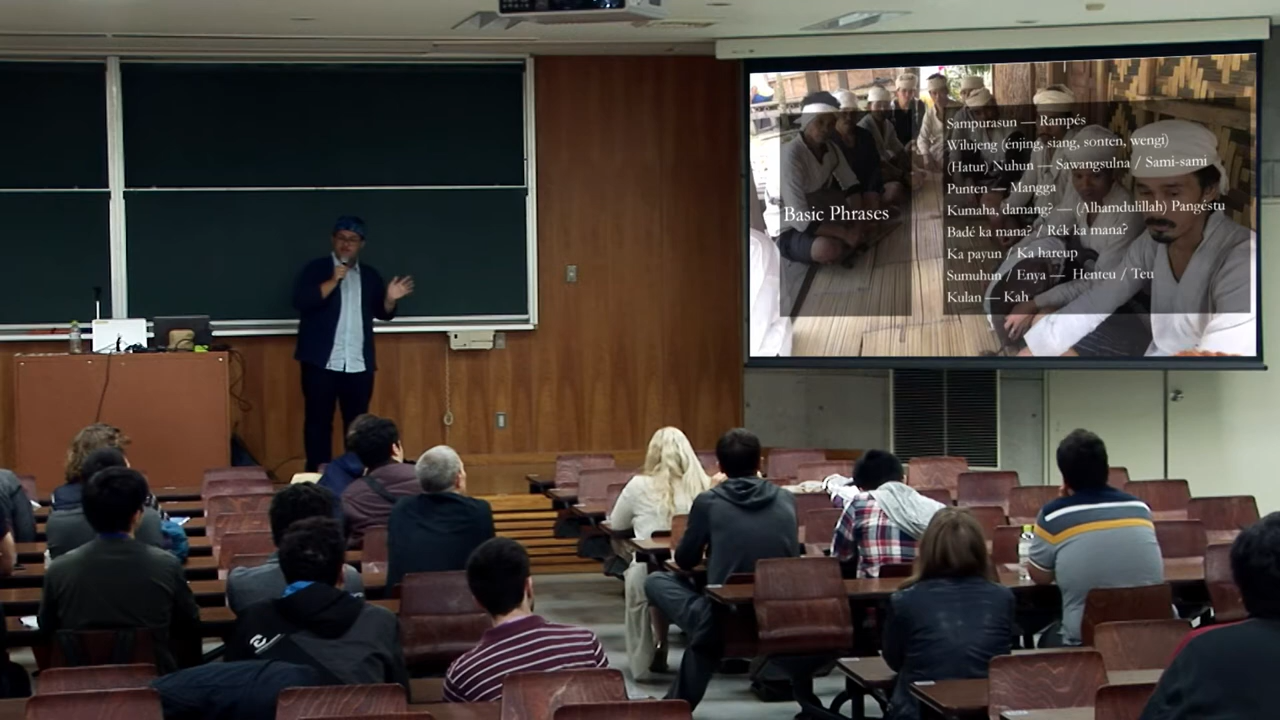 Basic Phrases
Sampurasun — Rampés
Wilujeng (énjing, siang, sonten, wengi)
(Hatur) Nuhun — Sawangsulna / Sami-sami
Punten — Mangga
Kumaha, damang? — (Alhamdulillah) Pangéstu
Badé ka mana? / Rék ka mana?
Ka payun / Ka hareup
Sumuhun / Enya — Henteu / Teu
Kulan — Kah